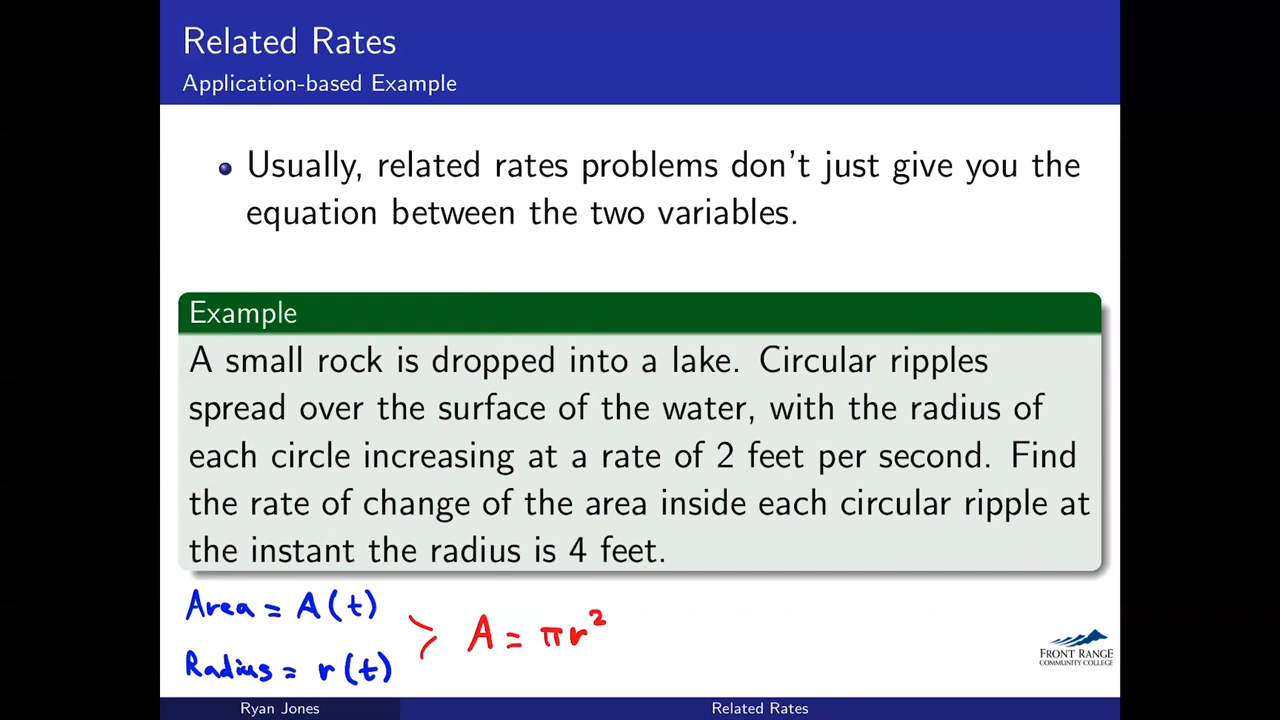 Related Rates
Application-based Example
Usually, related rates problems don't just give you the
equation between the two variables.
Example
A small rock is dropped into a lake. Circular ripples
spread over the surface of the water, with the radius of
each circle increasing at a rate of 2 feet per second. Find
the rate of change of the area inside each circular ripple at
the instant the radius is 4 feet.
Area = A(t)
Radius = r(t)
A = πr²
FRONT RANGE
COMMUNITY COLLEGE
Ryan Jones
Related Rates